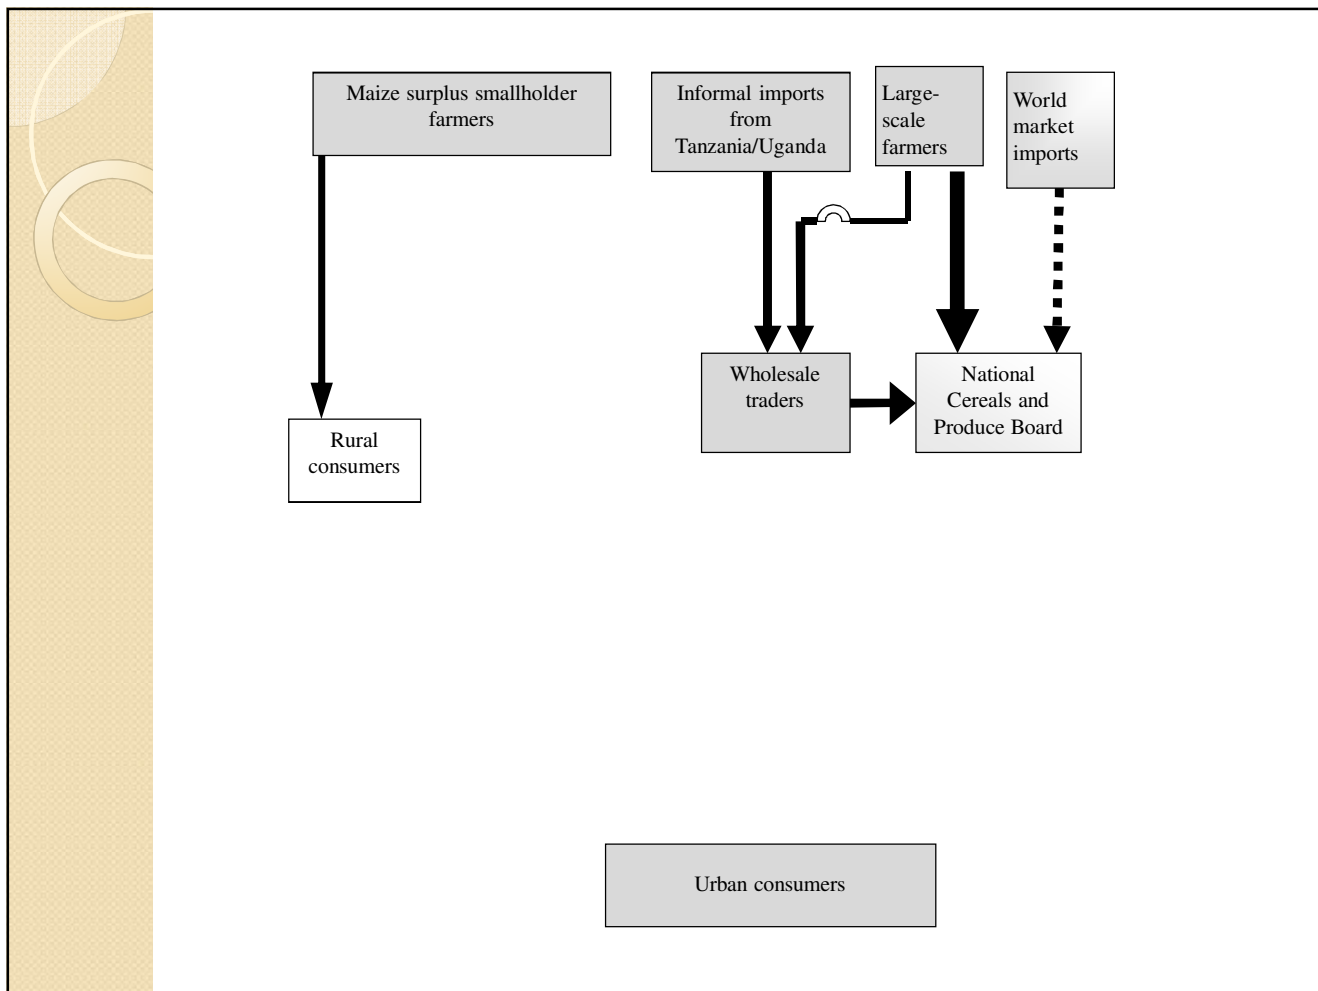 Maize surplus smallholder
farmers
Informal imports
from
Tanzania/Uganda
Large-
scale
farmers
World
market
imports
Wholesale
traders
National
Cereals and
Produce Board
Rural
consumers
Urban consumers